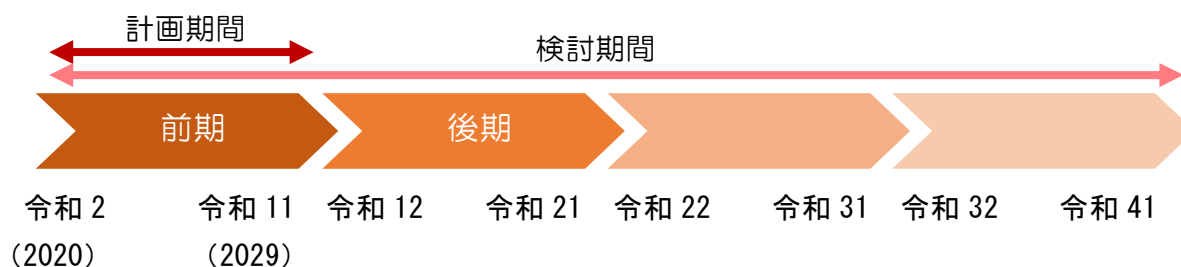 計画期間
検討期間
前期 後期
令和 2 令和 11 令和 12 令和 21 令和 22 令和 31 令和 32 令和 41
（2020） （2029）